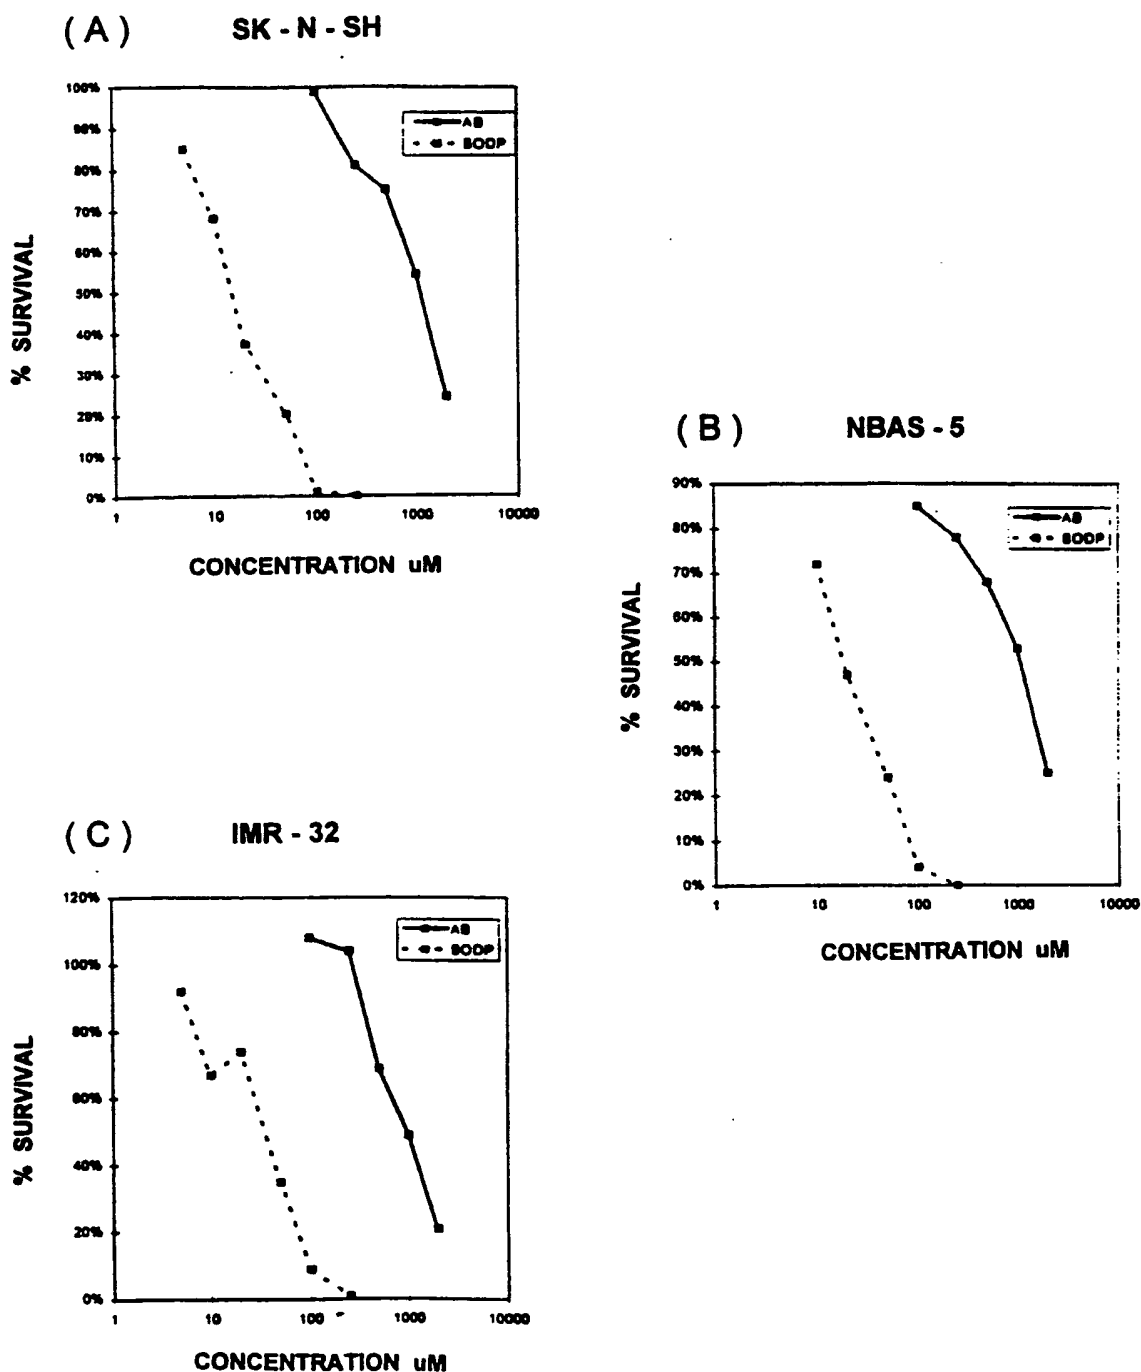 ( A ) SK - N - SH
100%
90%
80%
70%
60%
50%
40%
30%
20%
10%
0%
% SURVIVAL
AB
BODP
1 10 100 1000 10000
CONCENTRATION uM
( B ) NBAS - 5
90%
80%
70%
60%
50%
40%
30%
20%
10%
0%
% SURVIVAL
AB
BODP
1 10 100 1000 10000
CONCENTRATION uM
( C ) IMR - 32
120%
100%
80%
60%
40%
20%
0%
% SURVIVAL
AB
BODP
1 10 100 1000 10000
CONCENTRATION uM